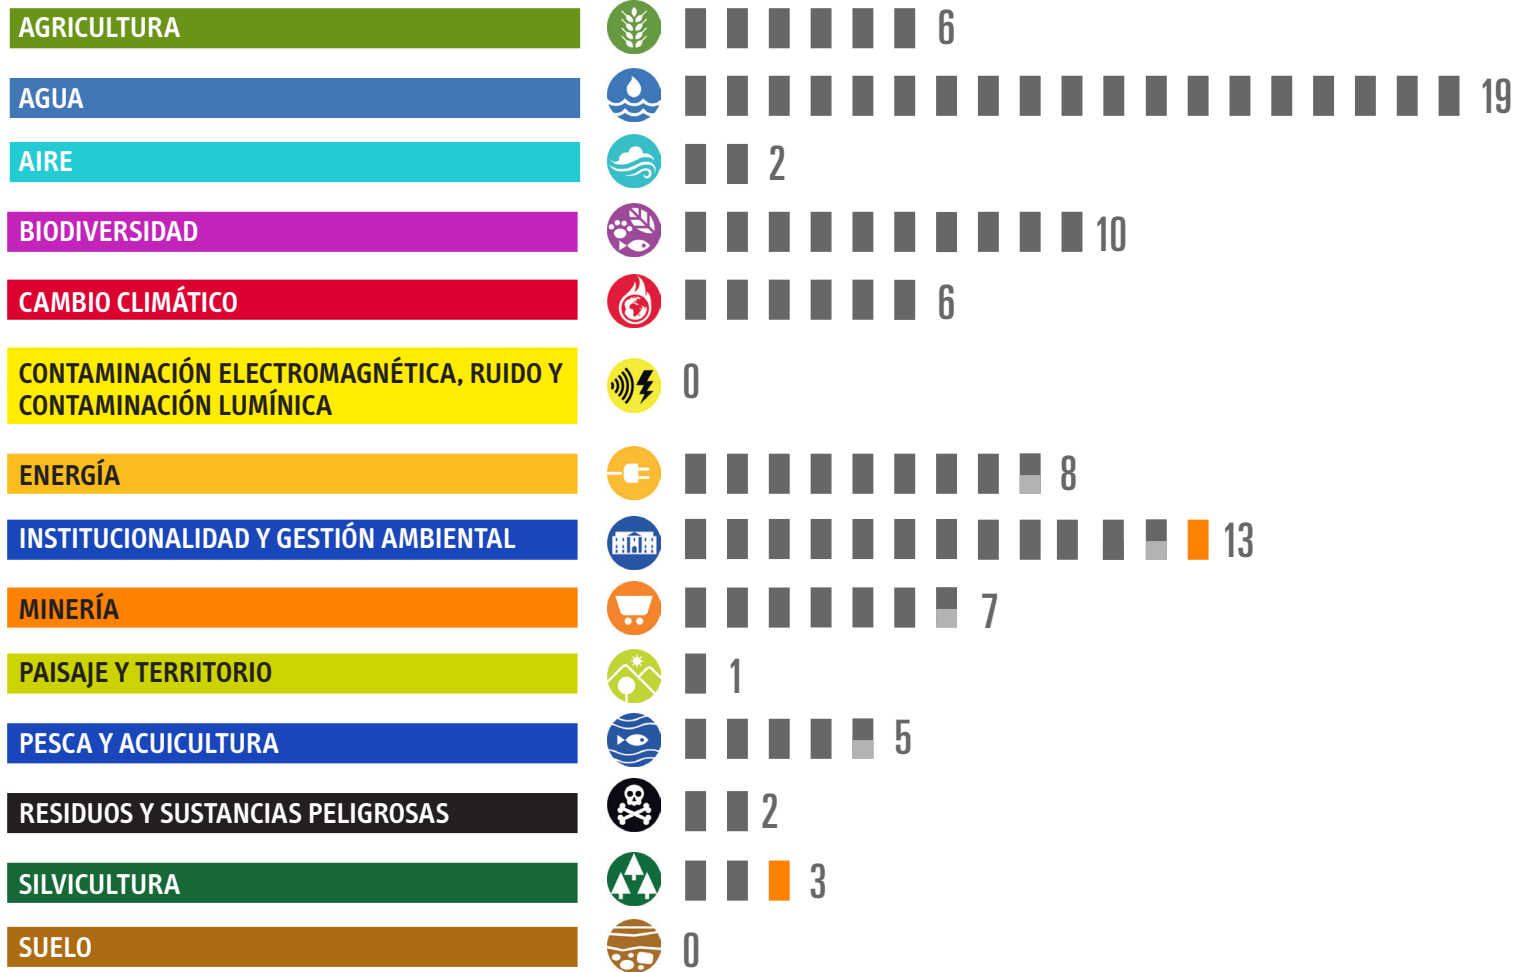 AGRICULTURA 6
AGUA 19
AIRE 2
BIODIVERSIDAD 10
CAMBIO CLIMÁTICO 6
CONTAMINACIÓN ELECTROMAGNÉTICA, RUIDO Y
CONTAMINACIÓN LUMÍNICA 0
ENERGÍA 8
INSTITUCIONALIDAD Y GESTIÓN AMBIENTAL 13
MINERÍA 7
PAISAJE Y TERRITORIO 1
PESCA Y ACUICULTURA 5
RESIDUOS Y SUSTANCIAS PELIGROSAS 2
SILVICULTURA 3
SUELO 0